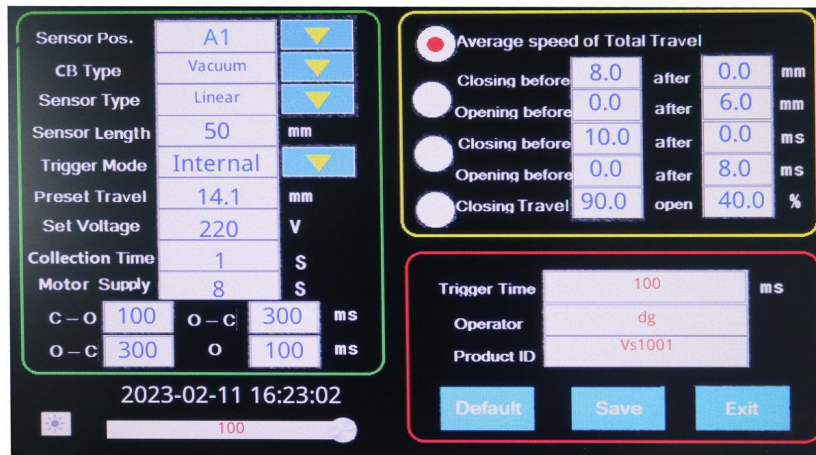 Sensor Pos. A1
CB Type Vacuum
Sensor Type Linear
Sensor Length 50 mm
Trigger Mode Internal
Preset Travel 14.1 mm
Set Voltage 220 V
Collection Time 1 S
Motor Supply 8 S
C–O 100 O–C 300 ms
O–C 300 O 100 ms
2023-02-11 16:23:02
100
Average speed of Total Travel
Closing before 8.0 after 0.0 mm
Opening before 0.0 after 6.0 mm
Closing before 10.0 after 0.0 ms
Opening before 0.0 after 8.0 ms
Closing Travel 90.0 open 40.0 %
Trigger Time 100 ms
Operator dg
Product ID Vs1001
Default Save Exit